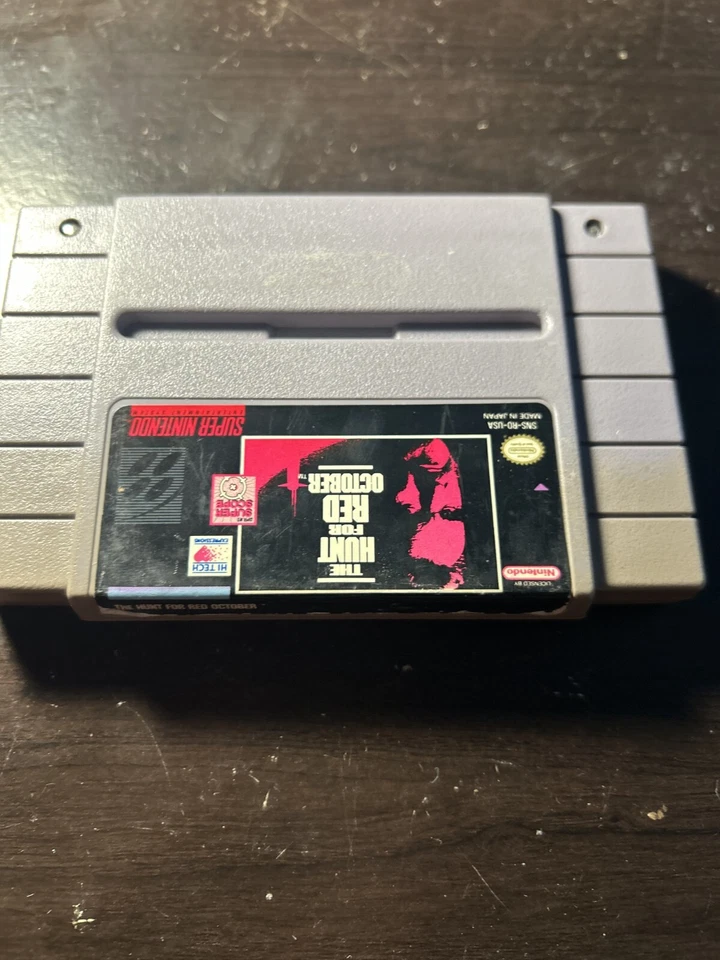 THE
HUNT
FOR
RED
OCTOBER™
LICENSED BY
Nintendo
HI TECH
EXPRESSIONS
SUPER
SCOPE
SNS-RO-USA
MADE IN JAPAN
SUPER NINTENDO
ENTERTAINMENT SYSTEM
THE HUNT FOR RED OCTOBER